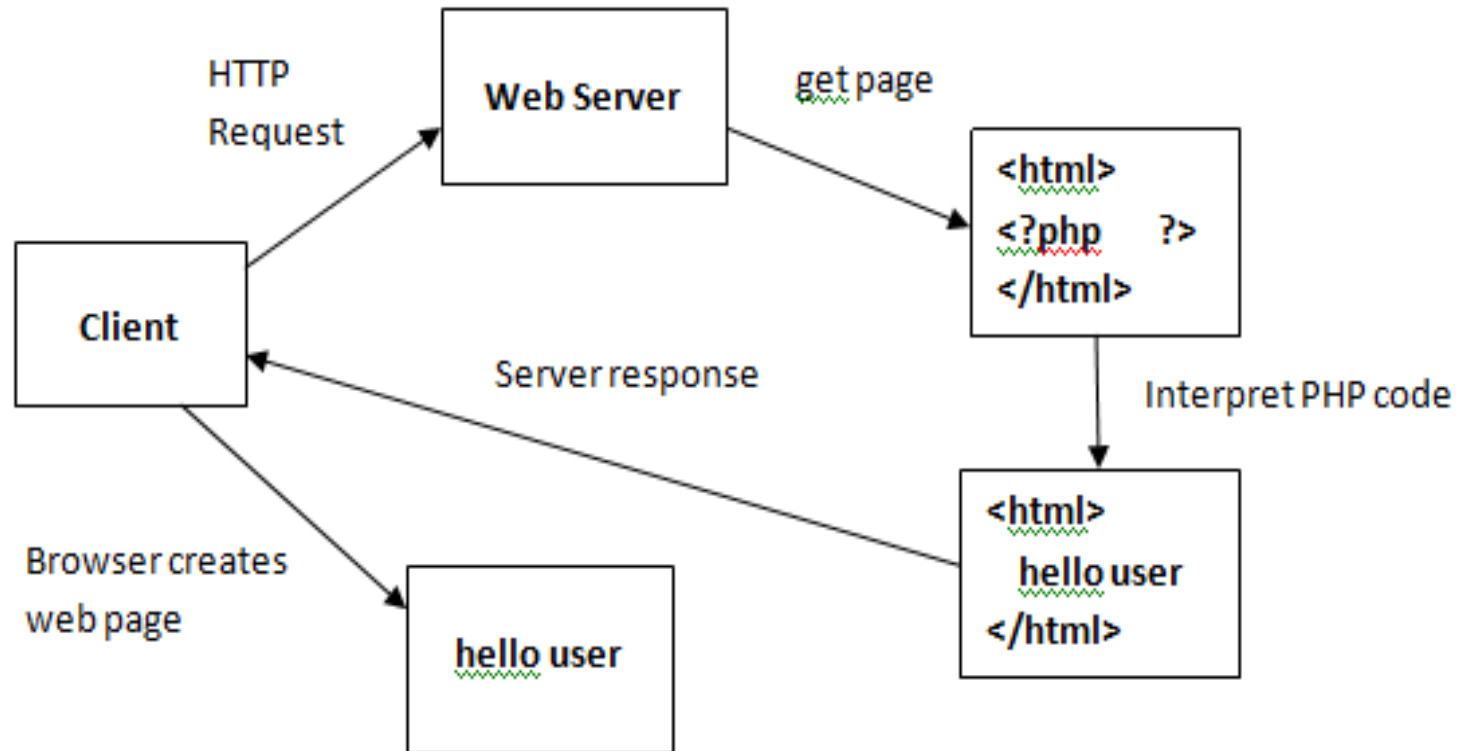 HTTP
Request
Web Server
get page
<html>
<?php ?>
</html>
Client
Server response
Interpret PHP code
<html>
hello user
</html>
Browser creates
web page
hello user